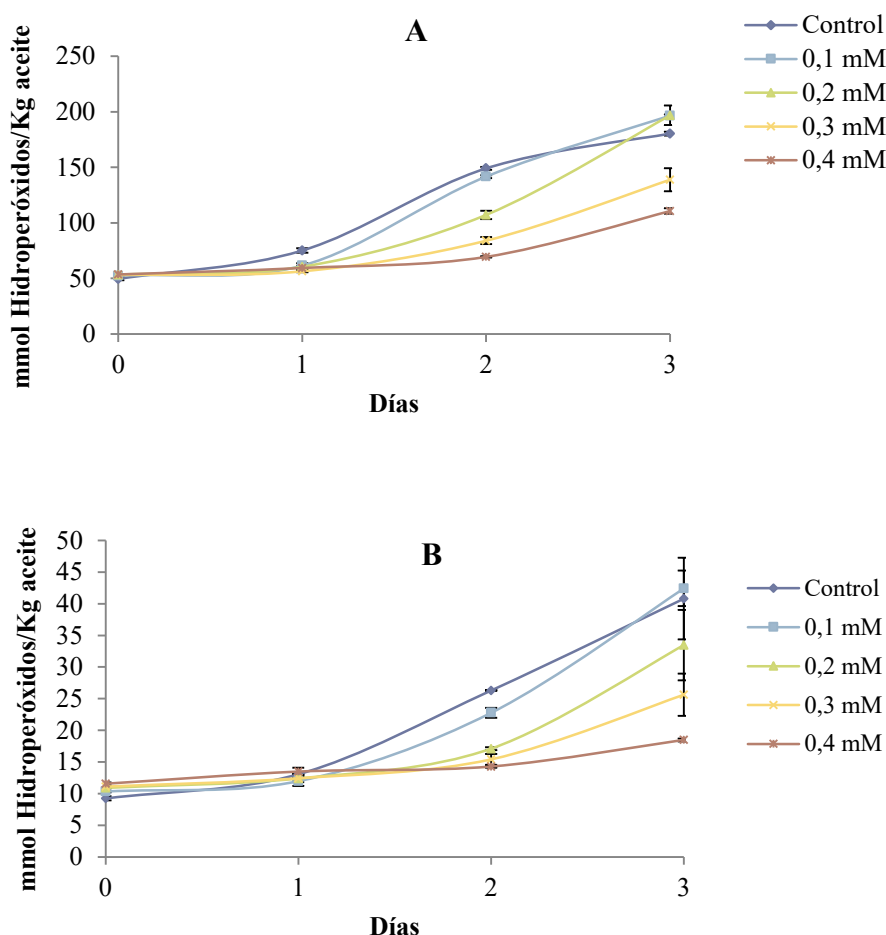 A
mmol Hidroperóxidos/Kg aceite
250
200
150
100
50
0
0 1 2 3
Días
Control
0,1 mM
0,2 mM
0,3 mM
0,4 mM
B
mmol Hidroperóxidos/Kg aceite
50
45
40
35
30
25
20
15
10
5
0
0 1 2 3
Días
Control
0,1 mM
0,2 mM
0,3 mM
0,4 mM